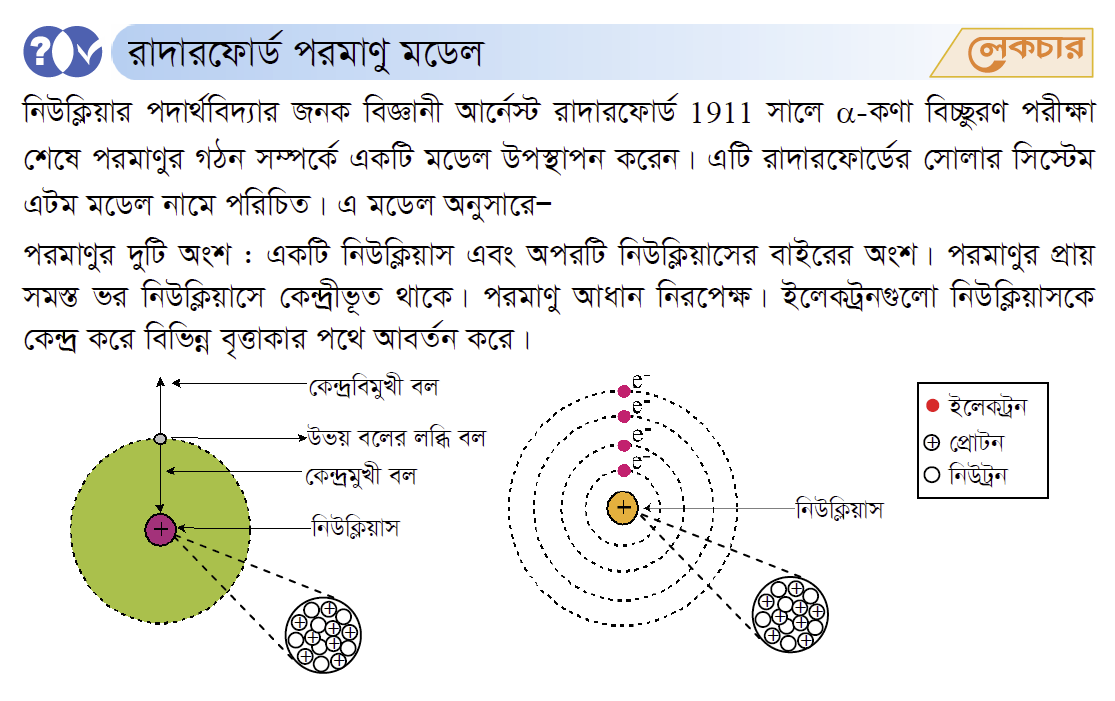 রাদারফোর্ড পরমাণু মডেল
লেকচার
নিউক্লিয়ার পদার্থবিদ্যার জনক বিজ্ঞানী আর্নেস্ট রাদারফোর্ড 1911 সালে α-কণা বিচ্ছুরণ পরীক্ষা
শেষে পরমাণুর গঠন সম্পর্কে একটি মডেল উপস্থাপন করেন। এটি রাদারফোর্ডের সোলার সিস্টেম
এটম মডেল নামে পরিচিত। এ মডেল অনুসারে–
পরমাণুর দুটি অংশ : একটি নিউক্লিয়াস এবং অপরটি নিউক্লিয়াসের বাইরের অংশ। পরমাণুর প্রায়
সমস্ত ভর নিউক্লিয়াসে কেন্দ্রীভূত থাকে। পরমাণু আধান নিরপেক্ষ। ইলেকট্রনগুলো নিউক্লিয়াসকে
কেন্দ্র করে বিভিন্ন বৃত্তাকার পথে আবর্তন করে।
কেন্দ্রবিমুখী বল
উভয় বলের লব্ধি বল
কেন্দ্রমুখী বল
নিউক্লিয়াস
+
e⁻
e⁻
e⁻
e⁻
+
নিউক্লিয়াস
ইলেকট্রন
প্রোটন
নিউট্রন